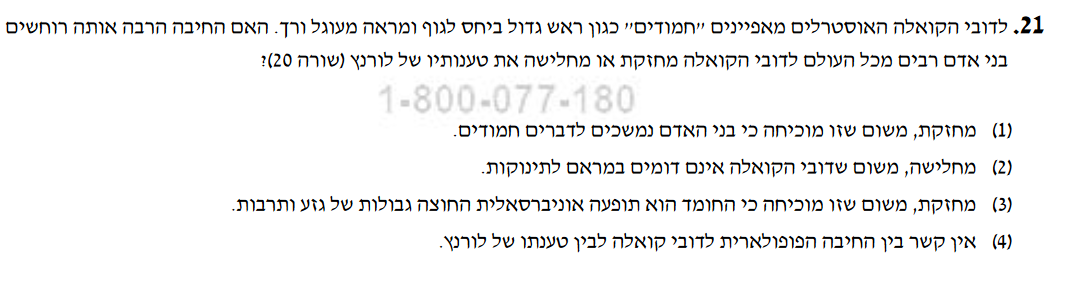 21. לדובי הקואלה האוסטרלים מאפיינים "חמודים" כגון ראש גדול ביחס לגוף ומראה מעוגל ורך. האם החיבה הרבה אותה רוחשים
בני אדם רבים מכל העולם לדובי הקואלה מחזקת או מחלישה את טענותיו של לורנץ (שורה 20)?
1-800-077-180
(1) מחזקת, משום שזו מוכיחה כי בני האדם נמשכים לדברים חמודים.
(2) מחלישה, משום שדובי הקואלה אינם דומים במראם לתינוקות.
(3) מחזקת, משום שזו מוכיחה כי החומד הוא תופעה אוניברסאלית החוצה גבולות של גזע ותרבות.
(4) אין קשר בין החיבה הפופולארית לדובי קואלה לבין טענתו של לורנץ.